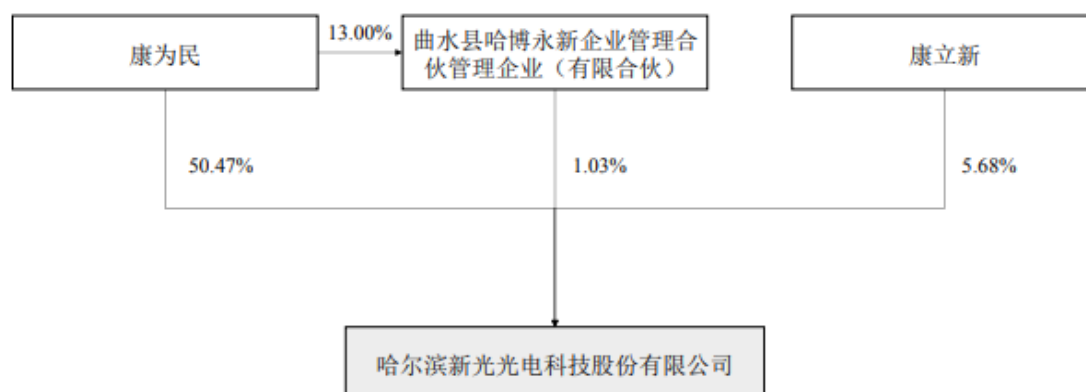 13.00%
康为民
曲水县哈博永新企业管理合
伙管理企业（有限合伙）
康立新
50.47%
1.03%
5.68%
哈尔滨新光光电科技股份有限公司